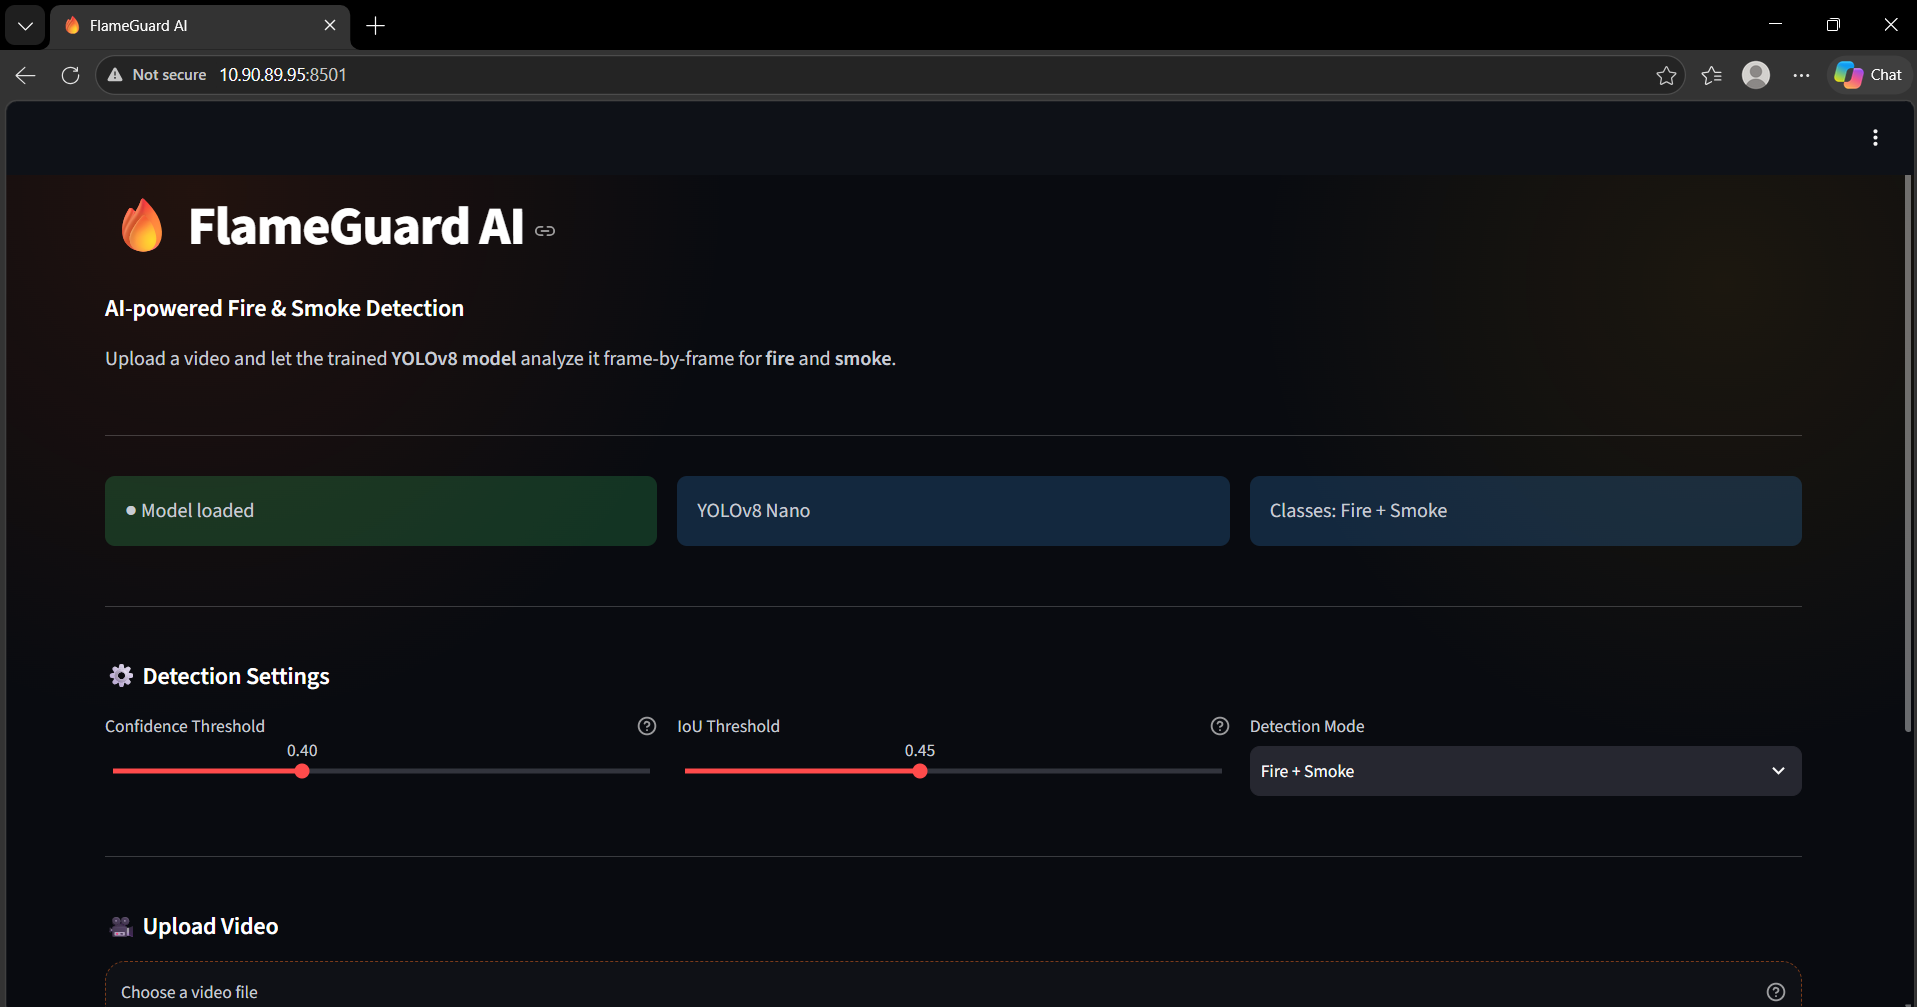 FlameGuard AI
Not secure 10.90.89.95:8501
Chat
FlameGuard AI
AI-powered Fire & Smoke Detection
Upload a video and let the trained YOLOv8 model analyze it frame-by-frame for fire and smoke.
Model loaded
YOLOv8 Nano
Classes: Fire + Smoke
Detection Settings
Confidence Threshold
IoU Threshold
Detection Mode
0.40
0.45
Fire + Smoke
Upload Video
Choose a video file